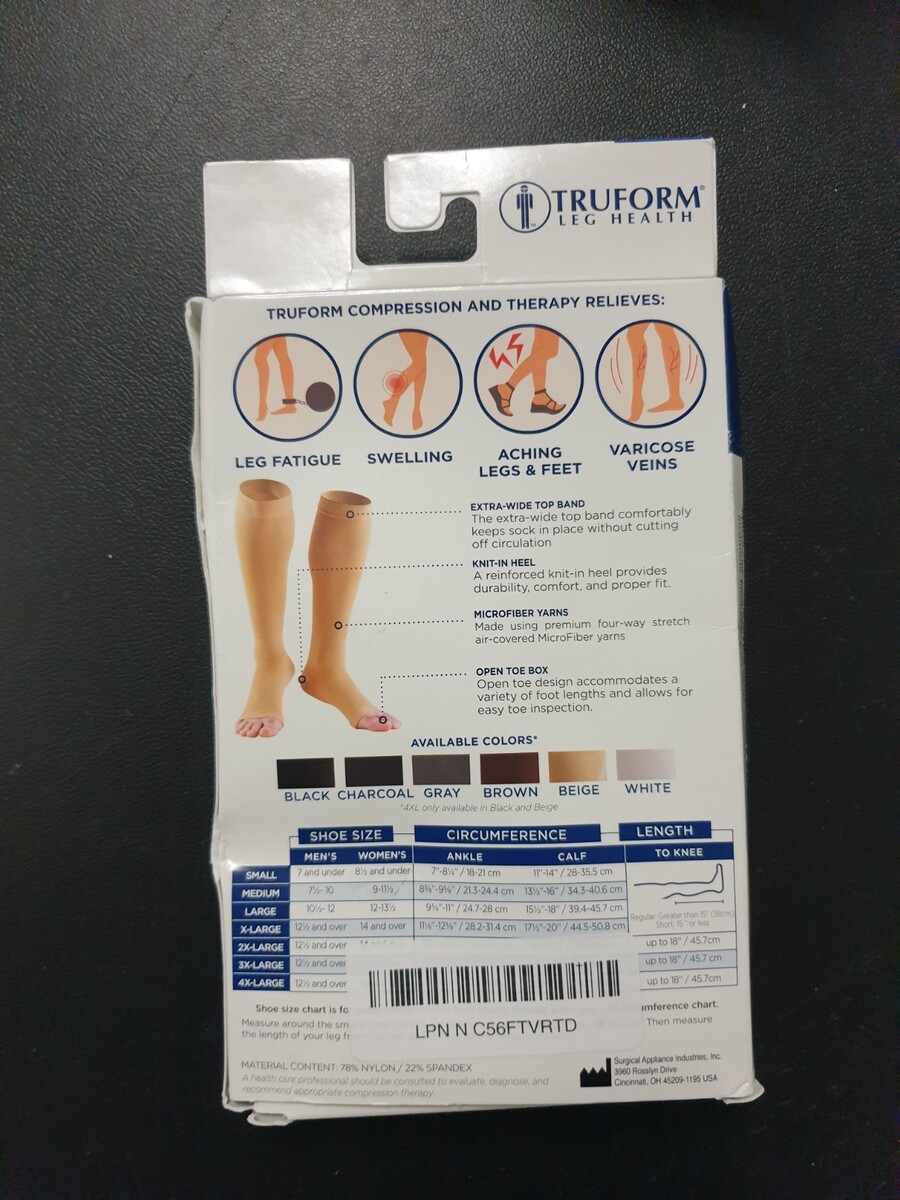 TRUFORM®
LEG HEALTH
TRUFORM COMPRESSION AND THERAPY RELIEVES:
LEG FATIGUE
SWELLING
ACHING
LEGS & FEET
VARICOSE
VEINS
EXTRA-WIDE TOP BAND
The extra-wide top band comfortably
keeps sock in place without cutting
off circulation
KNIT-IN HEEL
A reinforced knit-in heel provides
durability, comfort, and proper fit.
MICROFIBER YARNS
Made using premium four-way stretch
air-covered MicroFiber yarns
OPEN TOE BOX
Open toe design accommodates a
variety of foot lengths and allows for
easy toe inspection.
AVAILABLE COLORS*
BLACK CHARCOAL GRAY BROWN BEIGE WHITE
*4XL only available in Black and Beige
SHOE SIZE CIRCUMFERENCE LENGTH
MEN'S WOMEN'S ANKLE CALF TO KNEE
SMALL 7 and under 8½ and under 7"-8¼" / 18-21 cm 11"-14" / 28-35.5 cm
MEDIUM 7½-10 9-11½ 8⅜"-9⅝" / 21.3-24.4 cm 13½"-16" / 34.3-40.6 cm
LARGE 10½-12 12-13½ 9¾"-11" / 24.7-28 cm 15½"-18" / 39.4-45.7 cm
Regular: Greater than 15" (38cm)
Short: 15" or less
X-LARGE 12½ and over 14 and over 11⅛"-12⅜" / 28.2-31.4 cm 17½"-20" / 44.5-50.8 cm
2X-LARGE 12½ and over up to 18" / 45.7cm
3X-LARGE 12½ and over up to 18" / 45.7 cm
4X-LARGE 12½ and over up to 18" / 45.7cm
Shoe size chart is fo
umference chart.
Measure around the sm
Then measure
the length of your leg fr
LPN N C56FTVRTD
MATERIAL CONTENT: 78% NYLON / 22% SPANDEX
A health care professional should be consulted to evaluate, diagnose, and
recommend appropriate compression therapy.
Surgical Appliance Industries, Inc.
3960 Rosslyn Drive
Cincinnati, OH 45209-1195 USA